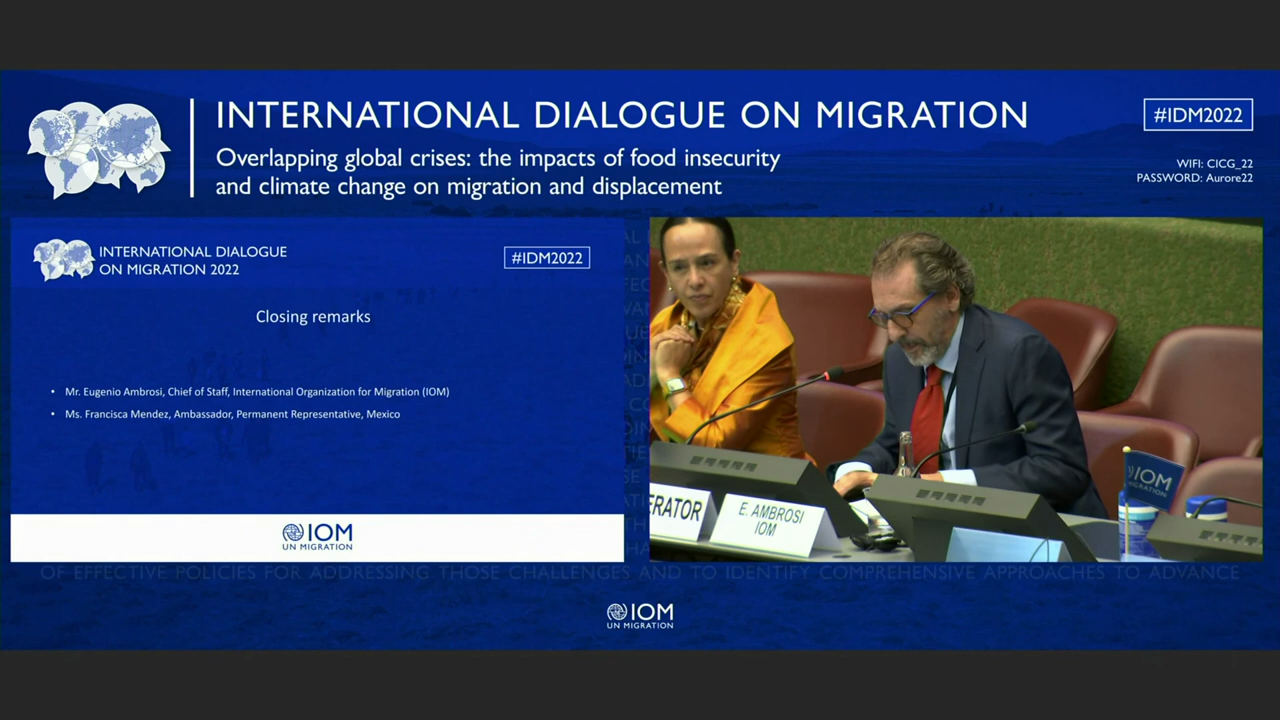 INTERNATIONAL DIALOGUE ON MIGRATION
Overlapping global crises: the impacts of food insecurity
and climate change on migration and displacement
#IDM2022
WIFI: CICG_22
PASSWORD: Aurore22
INTERNATIONAL DIALOGUE
ON MIGRATION 2022
#IDM2022
Closing remarks
• Mr. Eugenio Ambrosi, Chief of Staff, International Organization for Migration (IOM)
• Ms. Francisca Mendez, Ambassador, Permanent Representative, Mexico
IOM
UN MIGRATION
ERATOR
E. AMBROSI
IOM
IOM
MIGRATION
OF EFFECTIVE POLICIES FOR ADDRESSING THOSE CHALLENGES AND TO IDENTIFY COMPREHENSIVE APPROACHES TO ADVANCE
IOM
UN MIGRATION